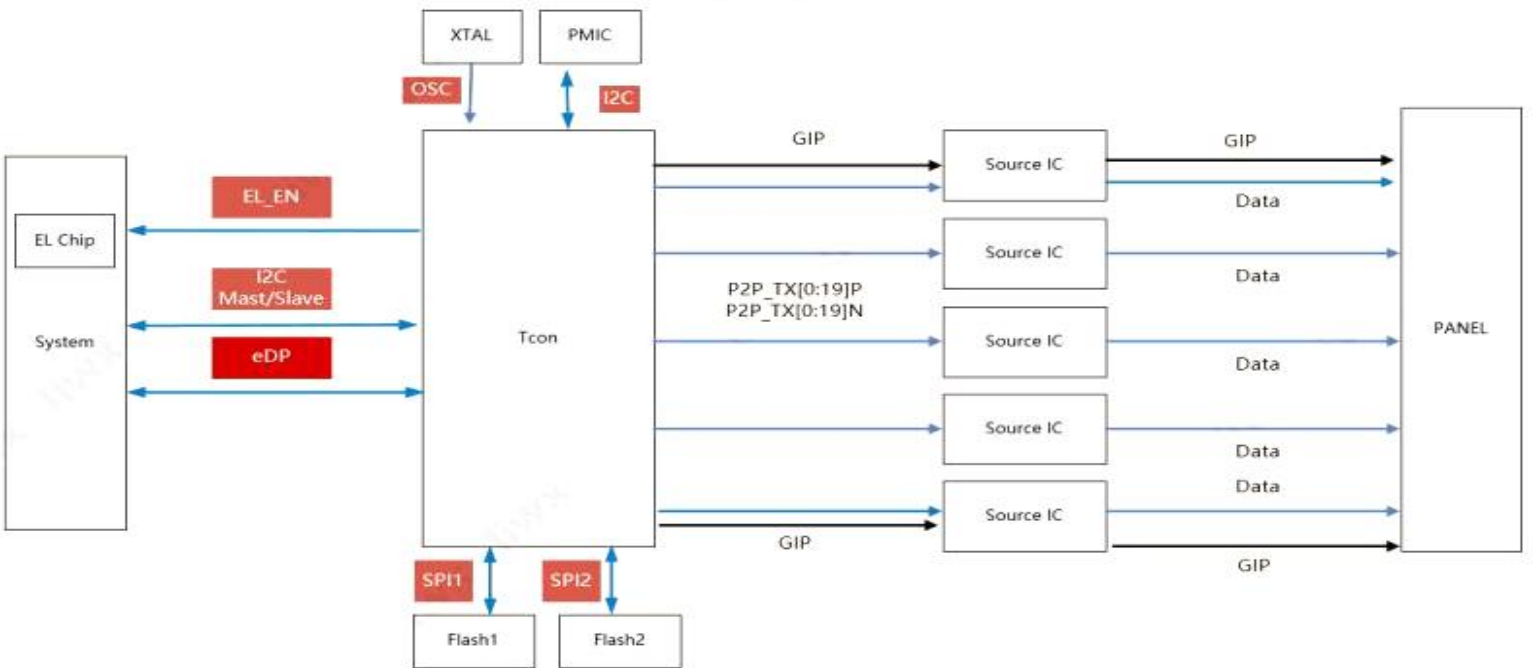 XTAL
PMIC
OSC
I2C
GIP
Source IC
GIP
EL_EN
Data
EL Chip
Source IC
Data
I2C
Mast/Slave
P2P_TX[0:19]P
P2P_TX[0:19]N
System
Tcon
Source IC
PANEL
eDP
Data
Source IC
Data
Data
Source IC
GIP
GIP
SPI1
SPI2
Flash1
Flash2